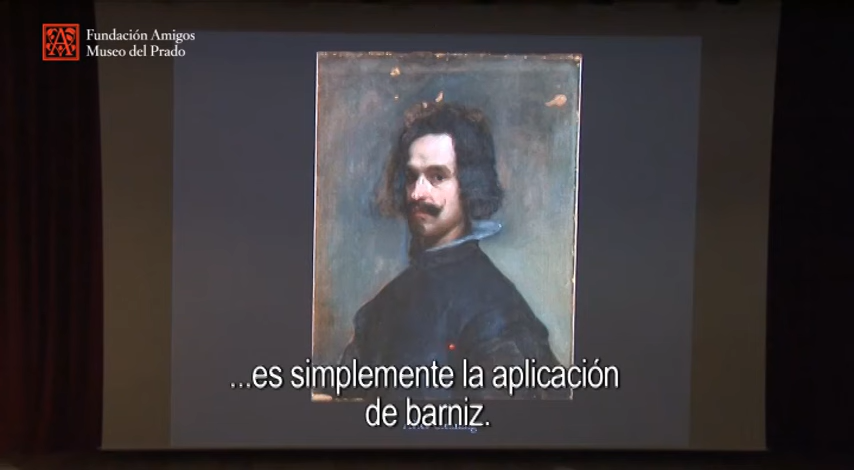 Fundación Amigos
Museo del Prado
...es simplemente la aplicación
de barniz.